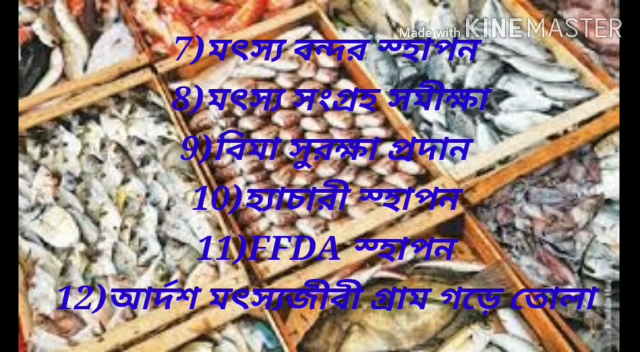 Made with KINEMASTER
7)মৎস্য বন্দর স্হাপন
8)মৎস্য সংগ্রহ সমীক্ষা
9)বিমা সুরক্ষা প্রদান
10)হ্যাচারী স্হাপন
11)FFDA স্হাপন
12)আর্দশ মৎস্যজীবী গ্রাম গড়ে তোলা